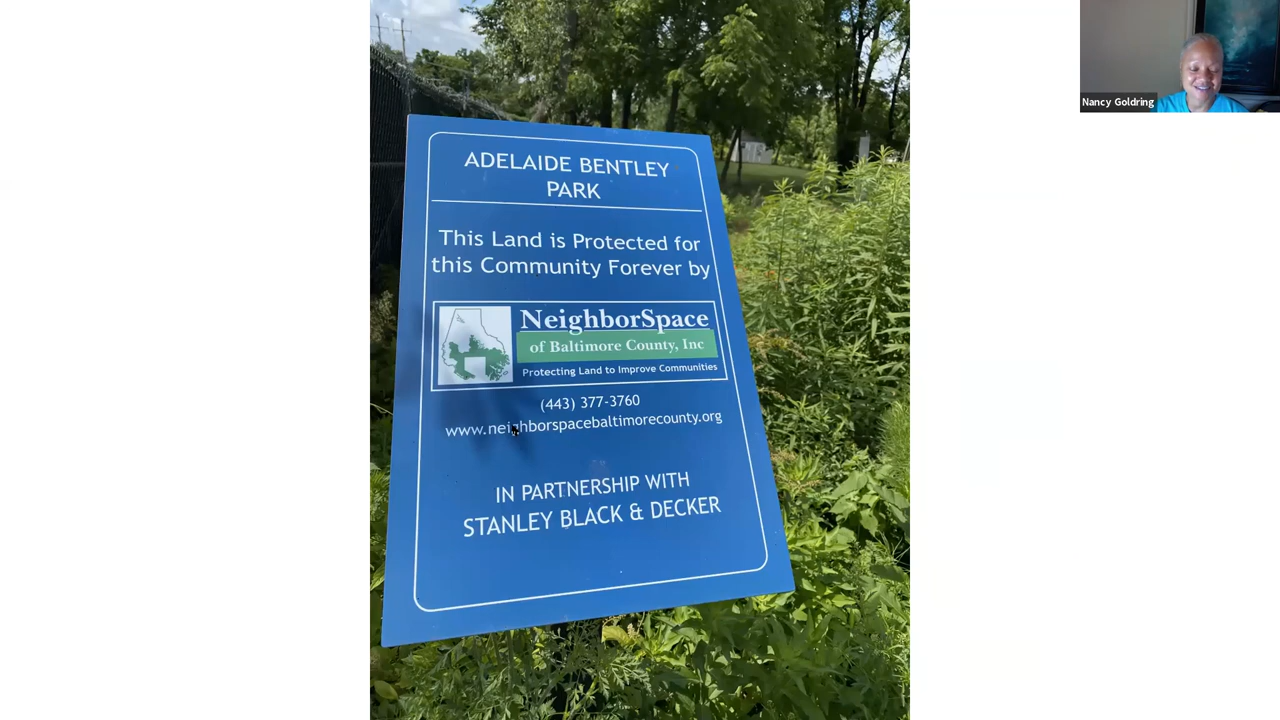 ADELAIDE BENTLEY
PARK
This Land is Protected for
this Community Forever by
NeighborSpace
of Baltimore County, Inc
Protecting Land to Improve Communities
(443) 377-3760
www.neighborspacebaltimorecounty.org
IN PARTNERSHIP WITH
STANLEY BLACK & DECKER
Nancy Goldring